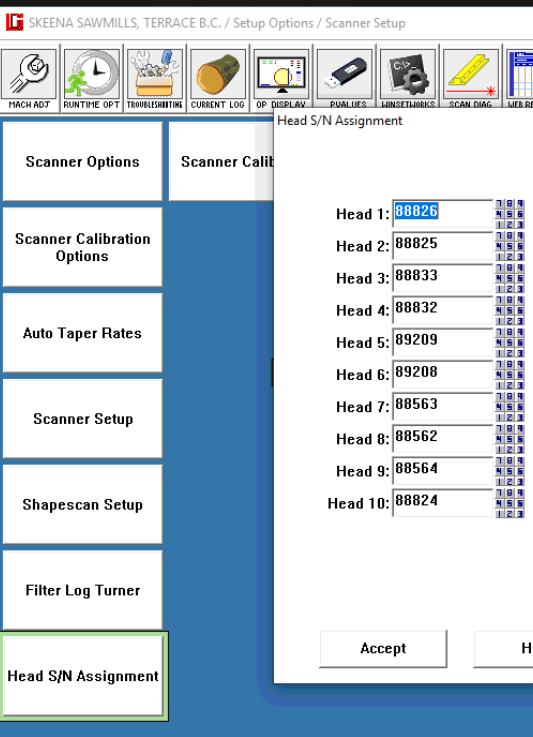 SKEENA SAWMILLS, TERRACE B.C. / Setup Options / Scanner Setup
MACH ADJ
RUNTIME OPT
TROUBLESHOOTING
CURRENT LOG
OP DISPLAY
PVALUES
WINSETWORKS
SCAN DIAG
C:\>
Head S/N Assignment
Scanner Options
Scanner Calib
Scanner Calibration
Options
Auto Taper Rates
Scanner Setup
Shapescan Setup
Filter Log Turner
Head S/N Assignment
Head 1: 88826
Head 2: 88825
Head 3: 88833
Head 4: 88832
Head 5: 89209
Head 6: 89208
Head 7: 88563
Head 8: 88562
Head 9: 88564
Head 10: 88824
Accept
H